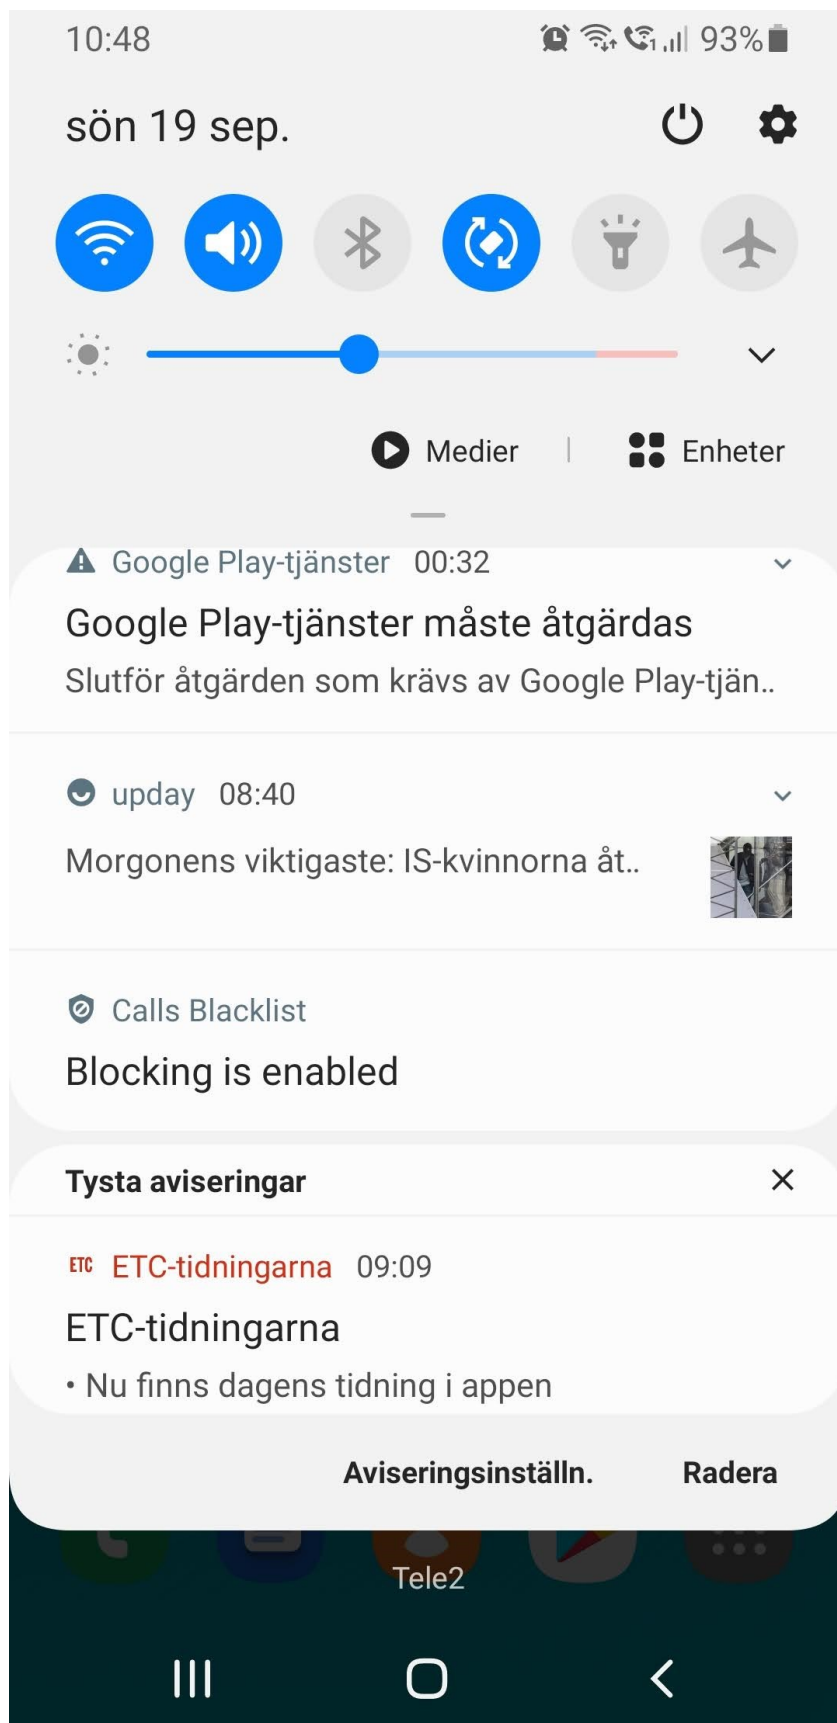 10:48
93%
sön 19 sep.
Medier | Enheter
Google Play-tjänster 00:32
Google Play-tjänster måste åtgärdas
Slutför åtgärden som krävs av Google Play-tjän..
upday 08:40
Morgonens viktigaste: IS-kvinnorna åt..
Calls Blacklist
Blocking is enabled
Tysta aviseringar
ETC ETC-tidningarna 09:09
ETC-tidningarna
• Nu finns dagens tidning i appen
Aviseringsinställn. Radera
Tele2